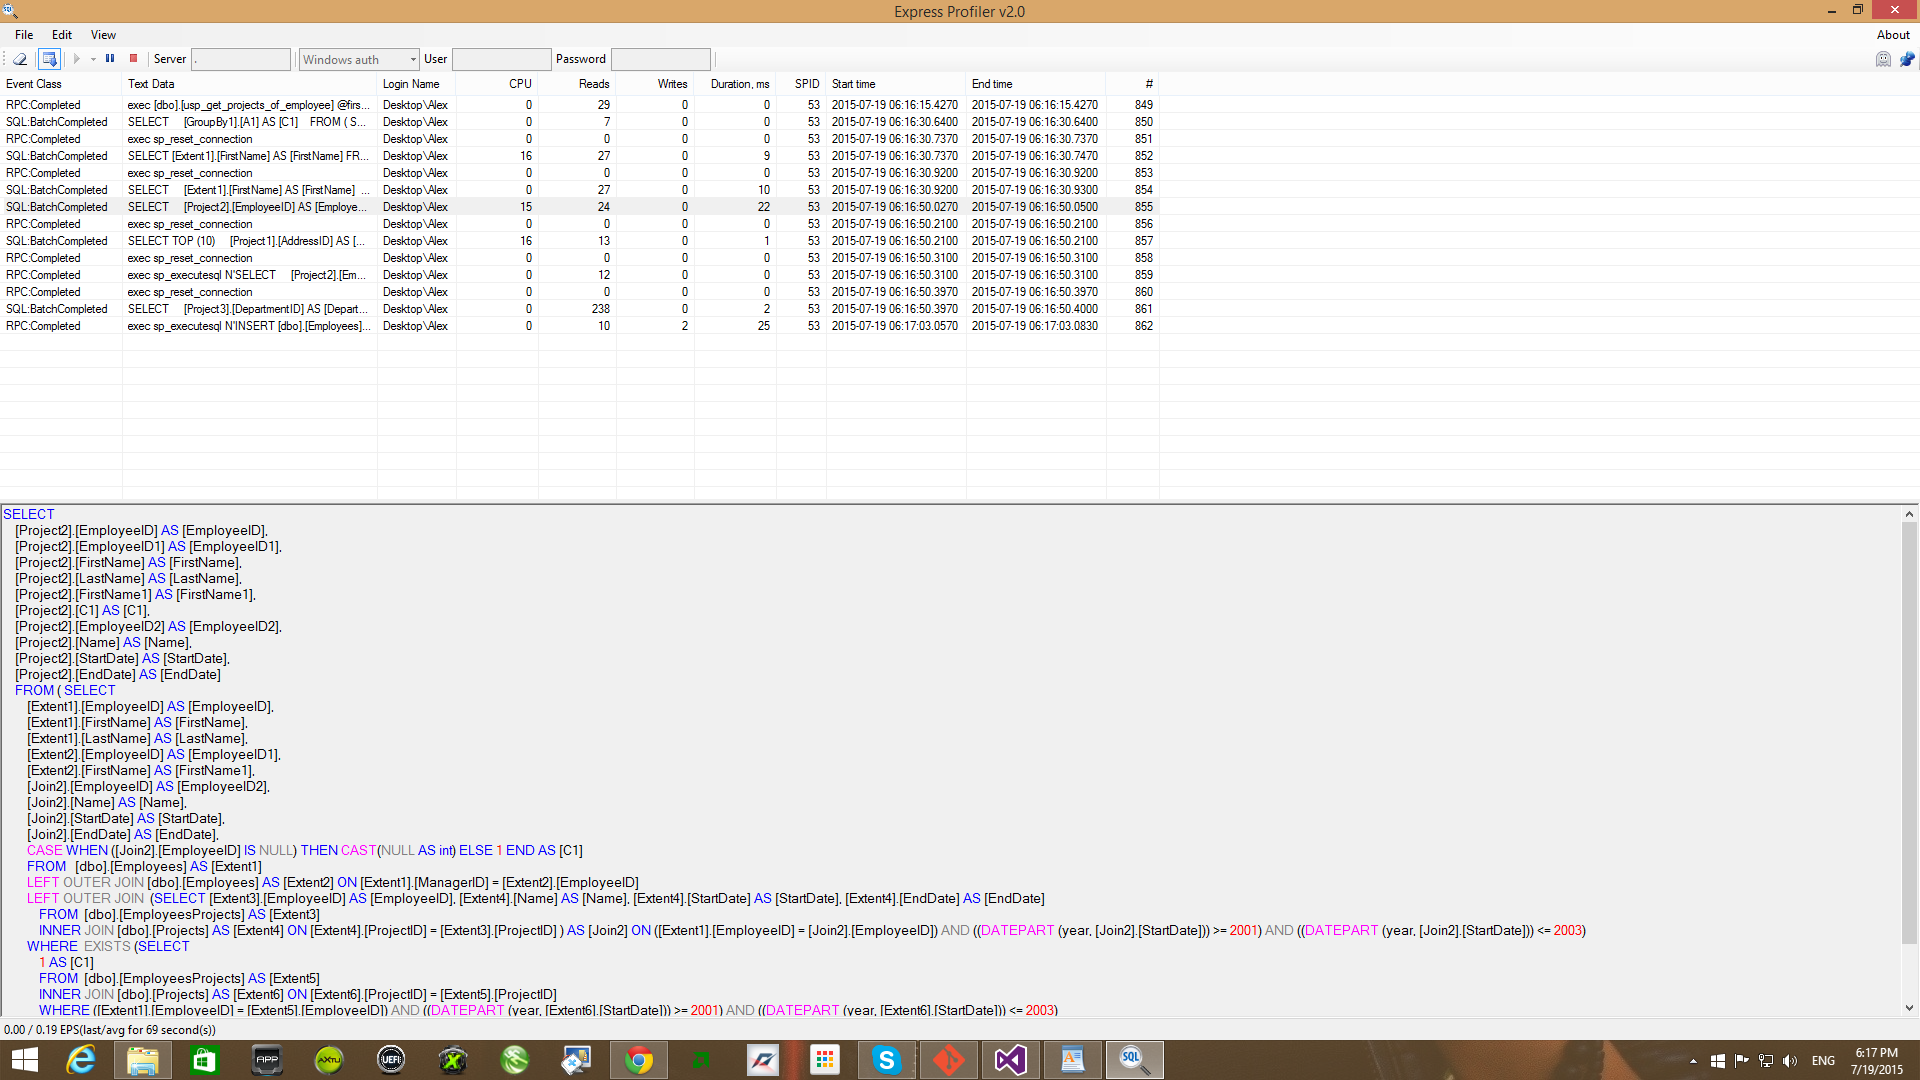 Express Profiler v2.0
File Edit View About
Server . Windows auth User Password
Event Class Text Data Login Name CPU Reads Writes Duration, ms SPID Start time End time #
RPC:Completed exec [dbo].[usp_get_projects_of_employee] @firs... Desktop\Alex 0 29 0 0 53 2015-07-19 06:16:15.4270 2015-07-19 06:16:15.4270 849
SQL:BatchCompleted SELECT [GroupBy1].[A1] AS [C1] FROM ( S... Desktop\Alex 0 7 0 0 53 2015-07-19 06:16:30.6400 2015-07-19 06:16:30.6400 850
RPC:Completed exec sp_reset_connection Desktop\Alex 0 0 0 0 53 2015-07-19 06:16:30.7370 2015-07-19 06:16:30.7370 851
SQL:BatchCompleted SELECT [Extent1].[FirstName] AS [FirstName] FR... Desktop\Alex 16 27 0 9 53 2015-07-19 06:16:30.7370 2015-07-19 06:16:30.7470 852
RPC:Completed exec sp_reset_connection Desktop\Alex 0 0 0 0 53 2015-07-19 06:16:30.9200 2015-07-19 06:16:30.9200 853
SQL:BatchCompleted SELECT [Extent1].[FirstName] AS [FirstName] ... Desktop\Alex 0 27 0 10 53 2015-07-19 06:16:30.9200 2015-07-19 06:16:30.9300 854
SQL:BatchCompleted SELECT [Project2].[EmployeeID] AS [Employe... Desktop\Alex 15 24 0 22 53 2015-07-19 06:16:50.0270 2015-07-19 06:16:50.0500 855
RPC:Completed exec sp_reset_connection Desktop\Alex 0 0 0 0 53 2015-07-19 06:16:50.2100 2015-07-19 06:16:50.2100 856
SQL:BatchCompleted SELECT TOP (10) [Project1].[AddressID] AS [... Desktop\Alex 16 13 0 1 53 2015-07-19 06:16:50.2100 2015-07-19 06:16:50.2100 857
RPC:Completed exec sp_reset_connection Desktop\Alex 0 0 0 0 53 2015-07-19 06:16:50.3100 2015-07-19 06:16:50.3100 858
RPC:Completed exec sp_executesql N'SELECT [Project2].[Em... Desktop\Alex 0 12 0 0 53 2015-07-19 06:16:50.3100 2015-07-19 06:16:50.3100 859
RPC:Completed exec sp_reset_connection Desktop\Alex 0 0 0 0 53 2015-07-19 06:16:50.3970 2015-07-19 06:16:50.3970 860
SQL:BatchCompleted SELECT [Project3].[DepartmentID] AS [Depart... Desktop\Alex 0 238 0 2 53 2015-07-19 06:16:50.3970 2015-07-19 06:16:50.4000 861
RPC:Completed exec sp_executesql N'INSERT [dbo].[Employees]... Desktop\Alex 0 10 2 25 53 2015-07-19 06:17:03.0570 2015-07-19 06:17:03.0830 862
SELECT
[Project2].[EmployeeID] AS [EmployeeID],
[Project2].[EmployeeID1] AS [EmployeeID1],
[Project2].[FirstName] AS [FirstName],
[Project2].[LastName] AS [LastName],
[Project2].[FirstName1] AS [FirstName1],
[Project2].[C1] AS [C1],
[Project2].[EmployeeID2] AS [EmployeeID2],
[Project2].[Name] AS [Name],
[Project2].[StartDate] AS [StartDate],
[Project2].[EndDate] AS [EndDate]
FROM ( SELECT
[Extent1].[EmployeeID] AS [EmployeeID],
[Extent1].[FirstName] AS [FirstName],
[Extent1].[LastName] AS [LastName],
[Extent2].[EmployeeID] AS [EmployeeID1],
[Extent2].[FirstName] AS [FirstName1],
[Join2].[EmployeeID] AS [EmployeeID2],
[Join2].[Name] AS [Name],
[Join2].[StartDate] AS [StartDate],
[Join2].[EndDate] AS [EndDate],
CASE WHEN ([Join2].[EmployeeID] IS NULL) THEN CAST(NULL AS int) ELSE 1 END AS [C1]
FROM [dbo].[Employees] AS [Extent1]
LEFT OUTER JOIN [dbo].[Employees] AS [Extent2] ON [Extent1].[ManagerID] = [Extent2].[EmployeeID]
LEFT OUTER JOIN (SELECT [Extent3].[EmployeeID] AS [EmployeeID], [Extent4].[Name] AS [Name], [Extent4].[StartDate] AS [StartDate], [Extent4].[EndDate] AS [EndDate]
FROM [dbo].[EmployeesProjects] AS [Extent3]
INNER JOIN [dbo].[Projects] AS [Extent4] ON [Extent4].[ProjectID] = [Extent3].[ProjectID] ) AS [Join2] ON ([Extent1].[EmployeeID] = [Join2].[EmployeeID]) AND ((DATEPART (year, [Join2].[StartDate])) >= 2001) AND ((DATEPART (year, [Join2].[StartDate])) <= 2003)
WHERE EXISTS (SELECT
1 AS [C1]
FROM [dbo].[EmployeesProjects] AS [Extent5]
INNER JOIN [dbo].[Projects] AS [Extent6] ON [Extent6].[ProjectID] = [Extent5].[ProjectID]
WHERE ([Extent1].[EmployeeID] = [Extent5].[EmployeeID]) AND ((DATEPART (year, [Extent6].[StartDate])) >= 2001) AND ((DATEPART (year, [Extent6].[StartDate])) <= 2003)
0.00 / 0.19 EPS(last/avg for 69 second(s))
APP AXTU UEFI X S SQL ENG 6:17 PM
7/19/2015